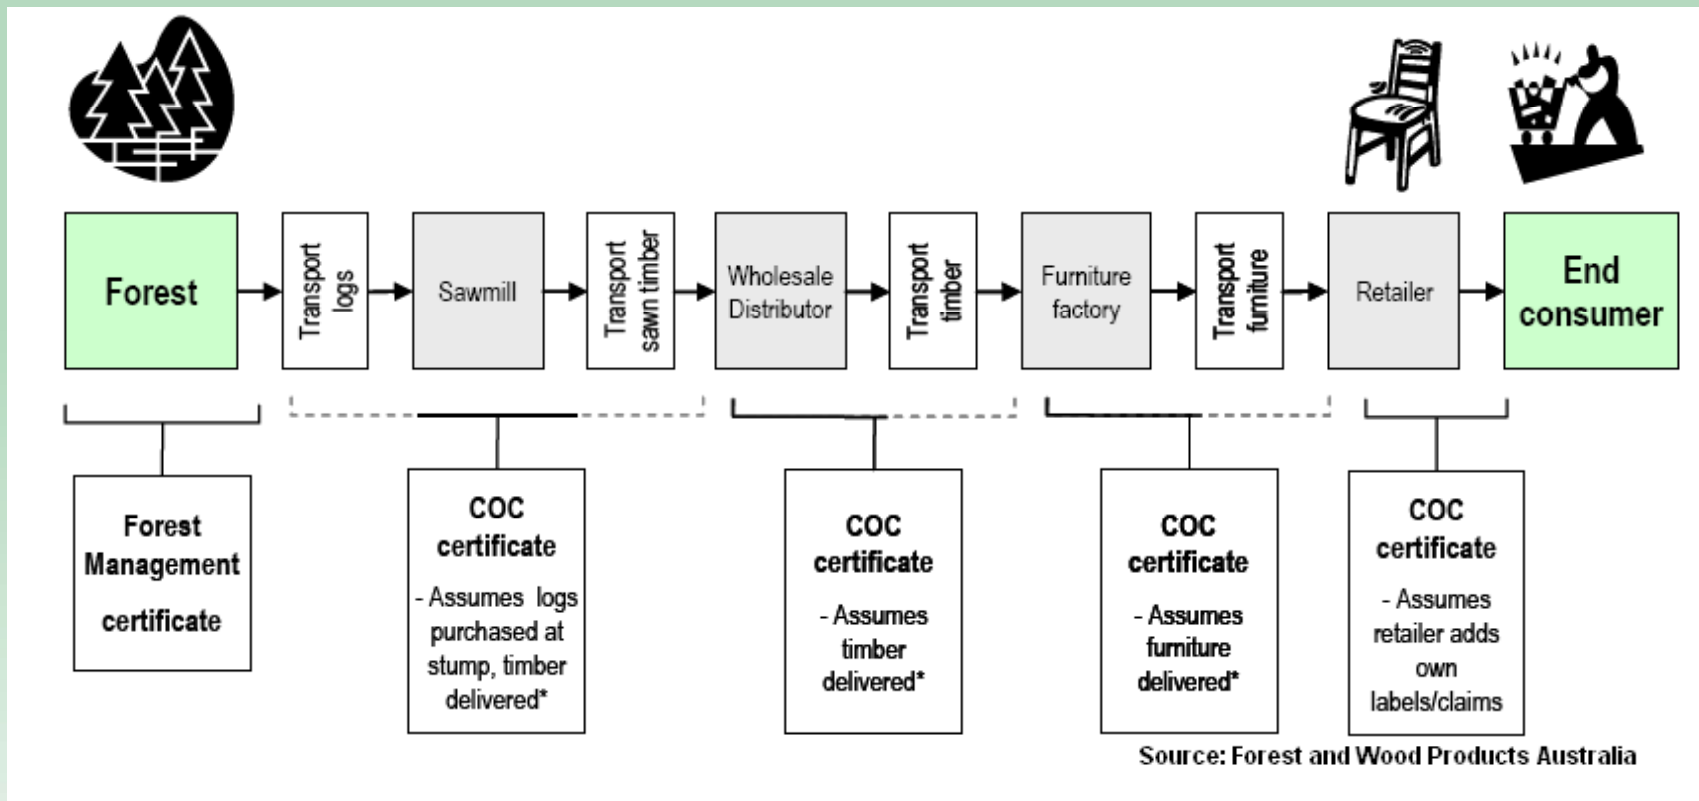 Forest
Transport
logs
Sawmill
Transport
sawn timber
Wholesale
Distributor
Transport
timber
Furniture
factory
Transport
furniture
Retailer
End
consumer
Forest
Management
certificate
COC
certificate
- Assumes logs
purchased at
stump, timber
delivered*
COC
certificate
- Assumes
timber
delivered*
COC
certificate
- Assumes
furniture
delivered*
COC
certificate
- Assumes
retailer adds
own
labels/claims
Source: Forest and Wood Products Australia